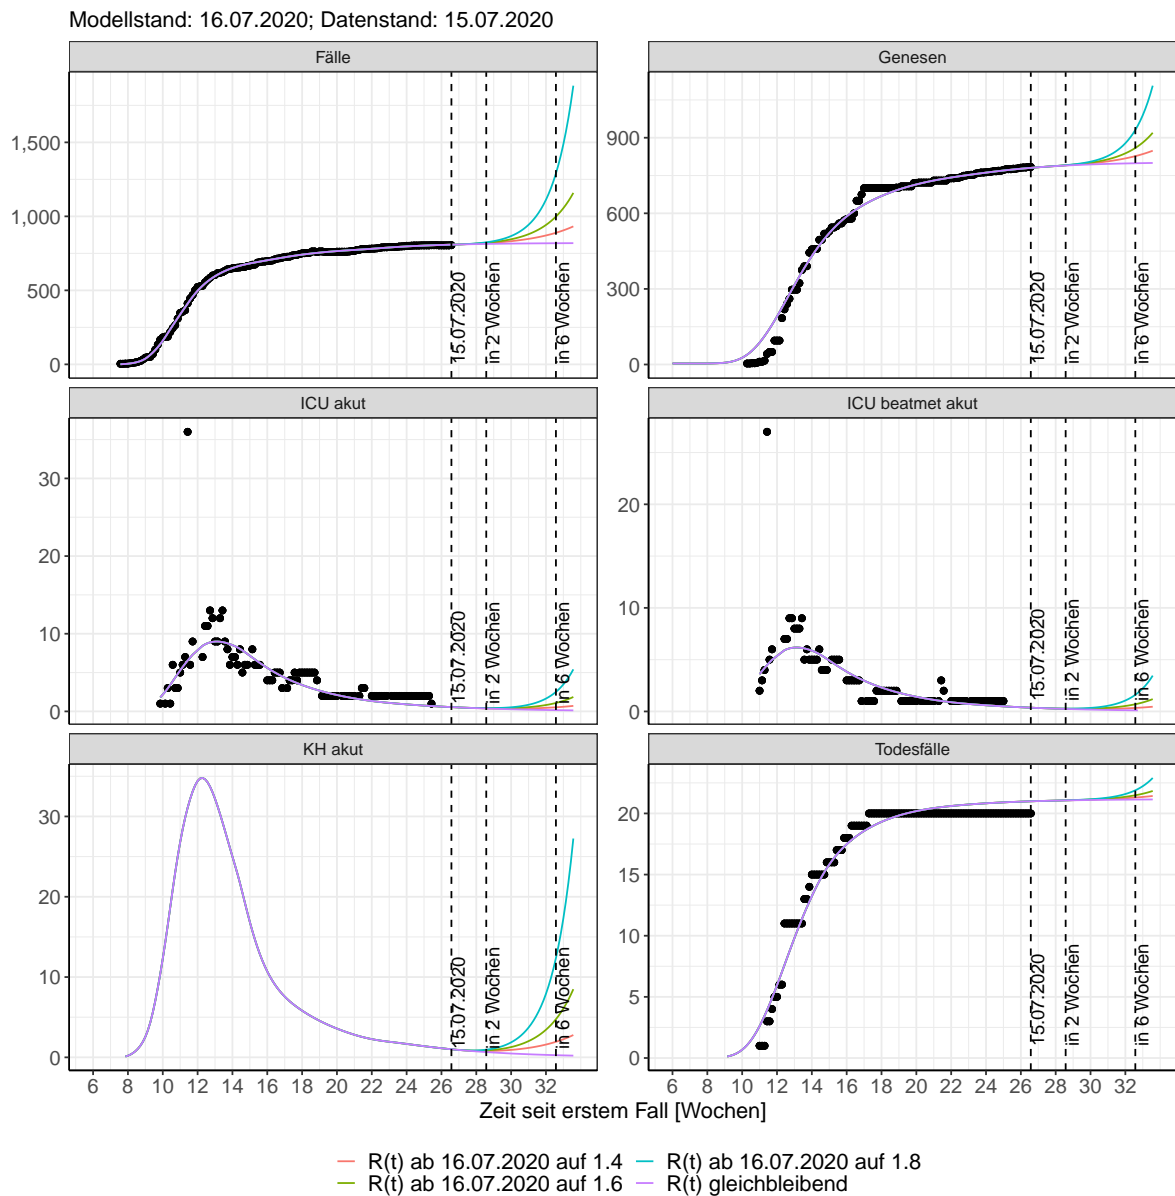 Modellstand: 16.07.2020; Datenstand: 15.07.2020
Fälle
1,500
1,000
500
0
15.07.2020
in 2 Wochen
in 6 Wochen
Genesen
900
600
300
0
15.07.2020
in 2 Wochen
in 6 Wochen
ICU akut
30
20
10
0
15.07.2020
in 2 Wochen
in 6 Wochen
ICU beatmet akut
20
10
0
15.07.2020
in 2 Wochen
in 6 Wochen
KH akut
30
20
10
0
15.07.2020
in 2 Wochen
in 6 Wochen
6 8 10 12 14 16 18 20 22 24 26 28 30 32
Todesfälle
20
15
10
5
0
15.07.2020
in 2 Wochen
in 6 Wochen
6 8 10 12 14 16 18 20 22 24 26 28 30 32
Zeit seit erstem Fall [Wochen]
R(t) ab 16.07.2020 auf 1.4 R(t) ab 16.07.2020 auf 1.8
R(t) ab 16.07.2020 auf 1.6 R(t) gleichbleibend